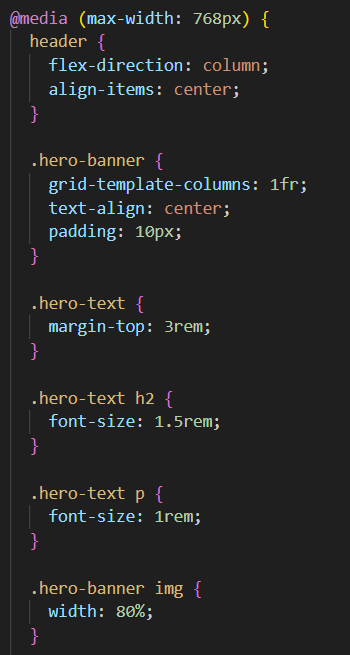 @media (max-width: 768px) {
  header {
    flex-direction: column;
    align-items: center;
  }

  .hero-banner {
    grid-template-columns: 1fr;
    text-align: center;
    padding: 10px;
  }

  .hero-text {
    margin-top: 3rem;
  }

  .hero-text h2 {
    font-size: 1.5rem;
  }

  .hero-text p {
    font-size: 1rem;
  }

  .hero-banner img {
    width: 80%;
  }